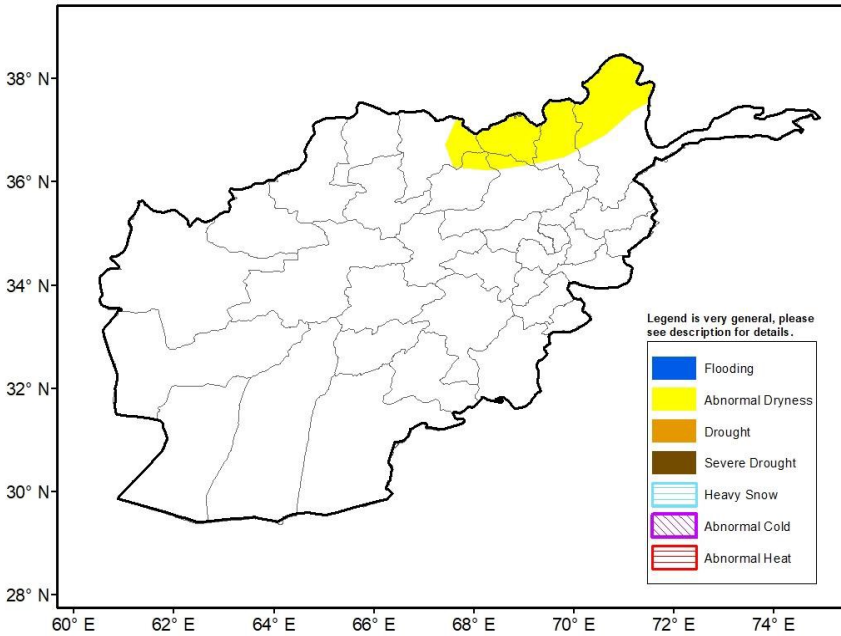 38° N
36° N
34° N
32° N
30° N
28° N
Legend is very general, please
see description for details.
Flooding
Abnormal Dryness
Drought
Severe Drought
Heavy Snow
Abnormal Cold
Abnormal Heat
60° E 62° E 64° E 66° E 68° E 70° E 72° E 74° E